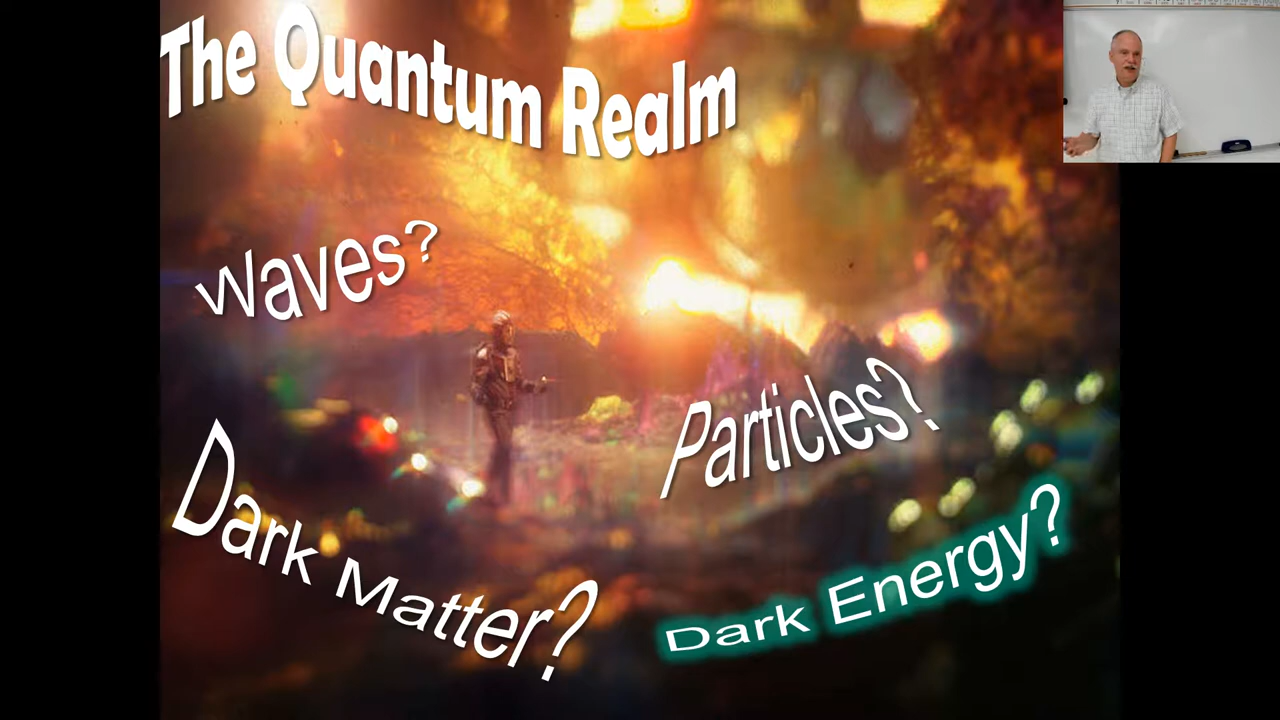 The Quantum Realm
Waves?
Particles?
Dark Matter?
Dark Energy?